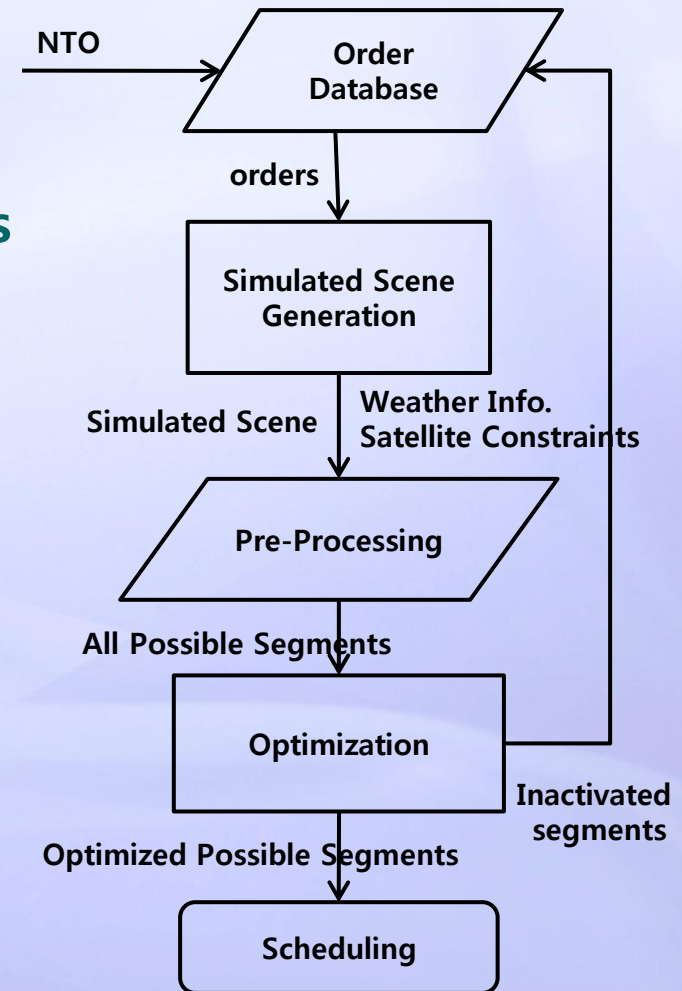 NTO
Order
Database
orders
s
Simulated Scene
Generation
Simulated Scene
Weather Info.
Satellite Constraints
Pre-Processing
All Possible Segments
Optimization
Inactivated
segments
Optimized Possible Segments
Scheduling